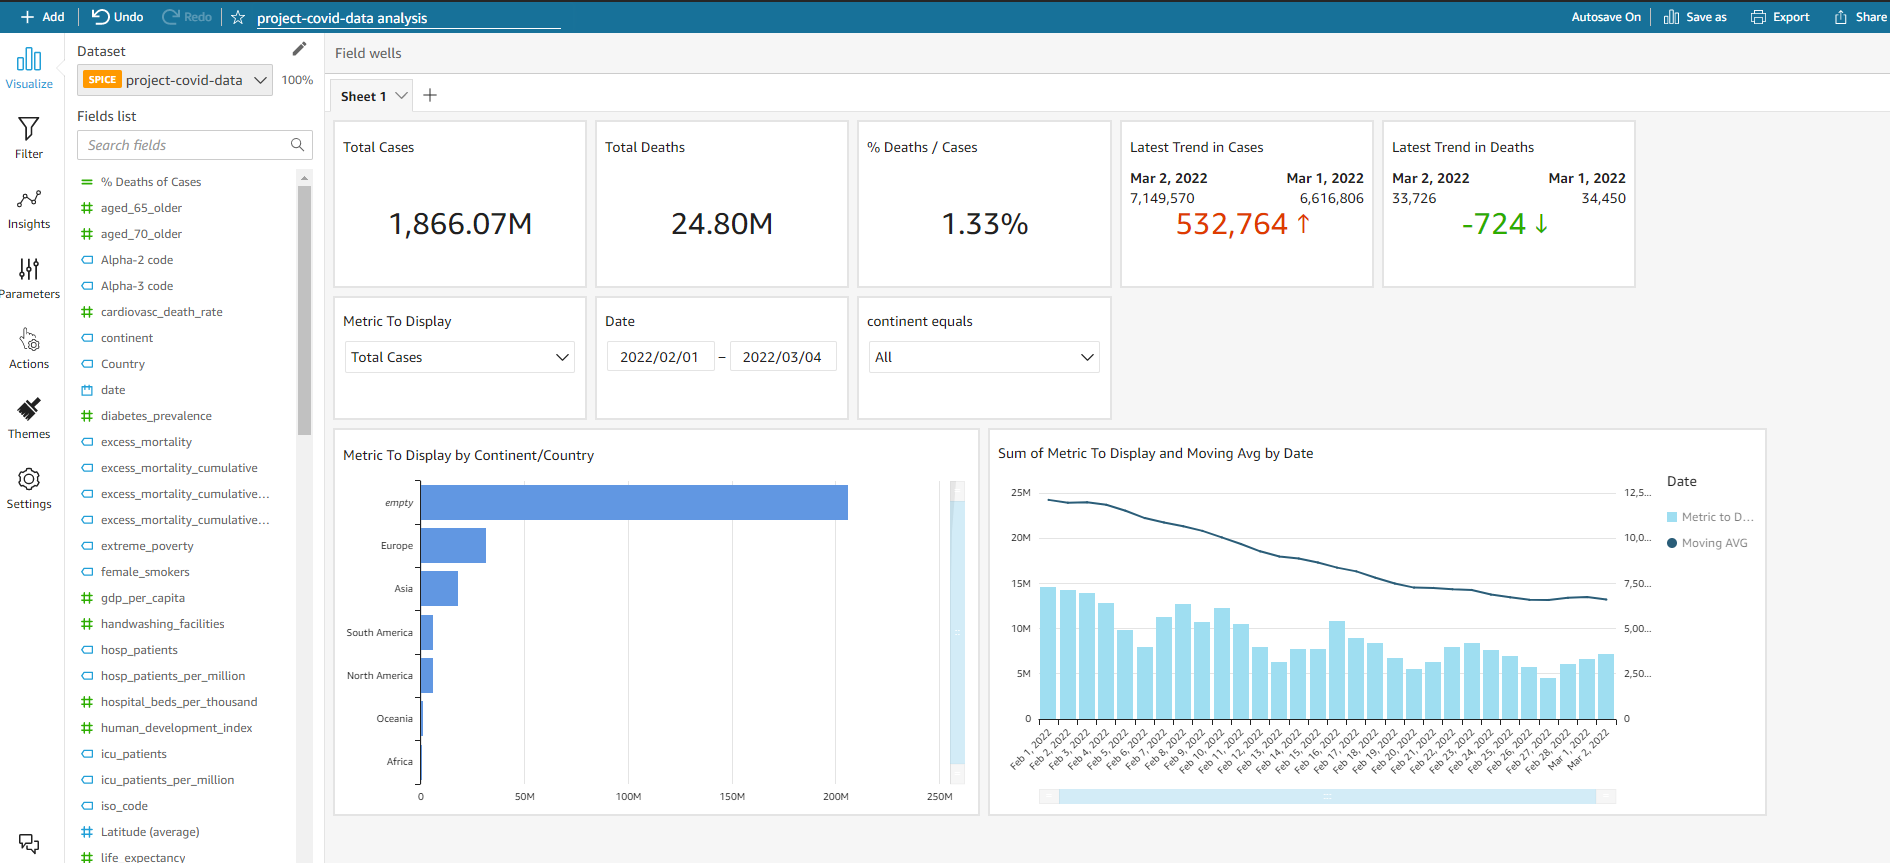 Add Undo Redo project-covid-data analysis Autosave On Save as Export Share
Visualize
Filter
Insights
Parameters
Actions
Themes
Settings
Dataset
SPICE project-covid-data 100%
Fields list
Search fields
% Deaths of Cases
aged_65_older
aged_70_older
Alpha-2 code
Alpha-3 code
cardiovasc_death_rate
continent
Country
date
diabetes_prevalence
excess_mortality
excess_mortality_cumulative
excess_mortality_cumulative...
excess_mortality_cumulative...
extreme_poverty
female_smokers
gdp_per_capita
handwashing_facilities
hosp_patients
hosp_patients_per_million
hospital_beds_per_thousand
human_development_index
icu_patients
icu_patients_per_million
iso_code
Latitude (average)
life_expectancy
Field wells
Sheet 1
Total Cases
1,866.07M
Total Deaths
24.80M
% Deaths / Cases
1.33%
Latest Trend in Cases
Mar 2, 2022 Mar 1, 2022
7,149,570 6,616,806
532,764
Latest Trend in Deaths
Mar 2, 2022 Mar 1, 2022
33,726 34,450
-724
Metric To Display
Total Cases
Date
2022/02/01 – 2022/03/04
continent equals
All
Metric To Display by Continent/Country
empty
Europe
Asia
South America
North America
Oceania
Africa
0 50M 100M 150M 200M 250M
Sum of Metric To Display and Moving Avg by Date
25M
20M
15M
10M
5M
0
12,5...
10,0...
7,50...
5,00...
2,50...
0
Feb 1, 2022
Feb 2, 2022
Feb 3, 2022
Feb 4, 2022
Feb 5, 2022
Feb 6, 2022
Feb 7, 2022
Feb 8, 2022
Feb 9, 2022
Feb 10, 2022
Feb 11, 2022
Feb 12, 2022
Feb 13, 2022
Feb 14, 2022
Feb 15, 2022
Feb 16, 2022
Feb 17, 2022
Feb 18, 2022
Feb 19, 2022
Feb 20, 2022
Feb 21, 2022
Feb 22, 2022
Feb 23, 2022
Feb 24, 2022
Feb 25, 2022
Feb 26, 2022
Feb 27, 2022
Feb 28, 2022
Mar 1, 2022
Mar 2, 2022
Date
Metric to D...
Moving AVG